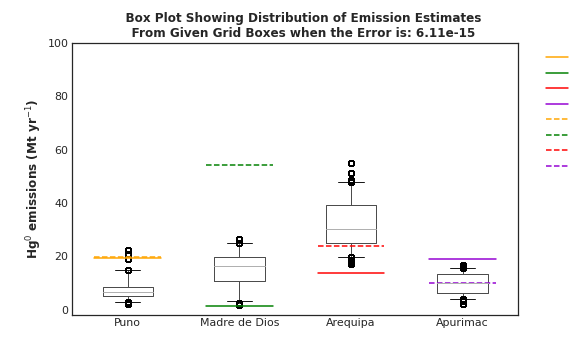 Box Plot Showing Distribution of Emission Estimates
From Given Grid Boxes when the Error is: 6.11e-15
Hg⁰ emissions (Mt yr⁻¹)
100
80
60
40
20
0
Puno Madre de Dios Arequipa Apurimac